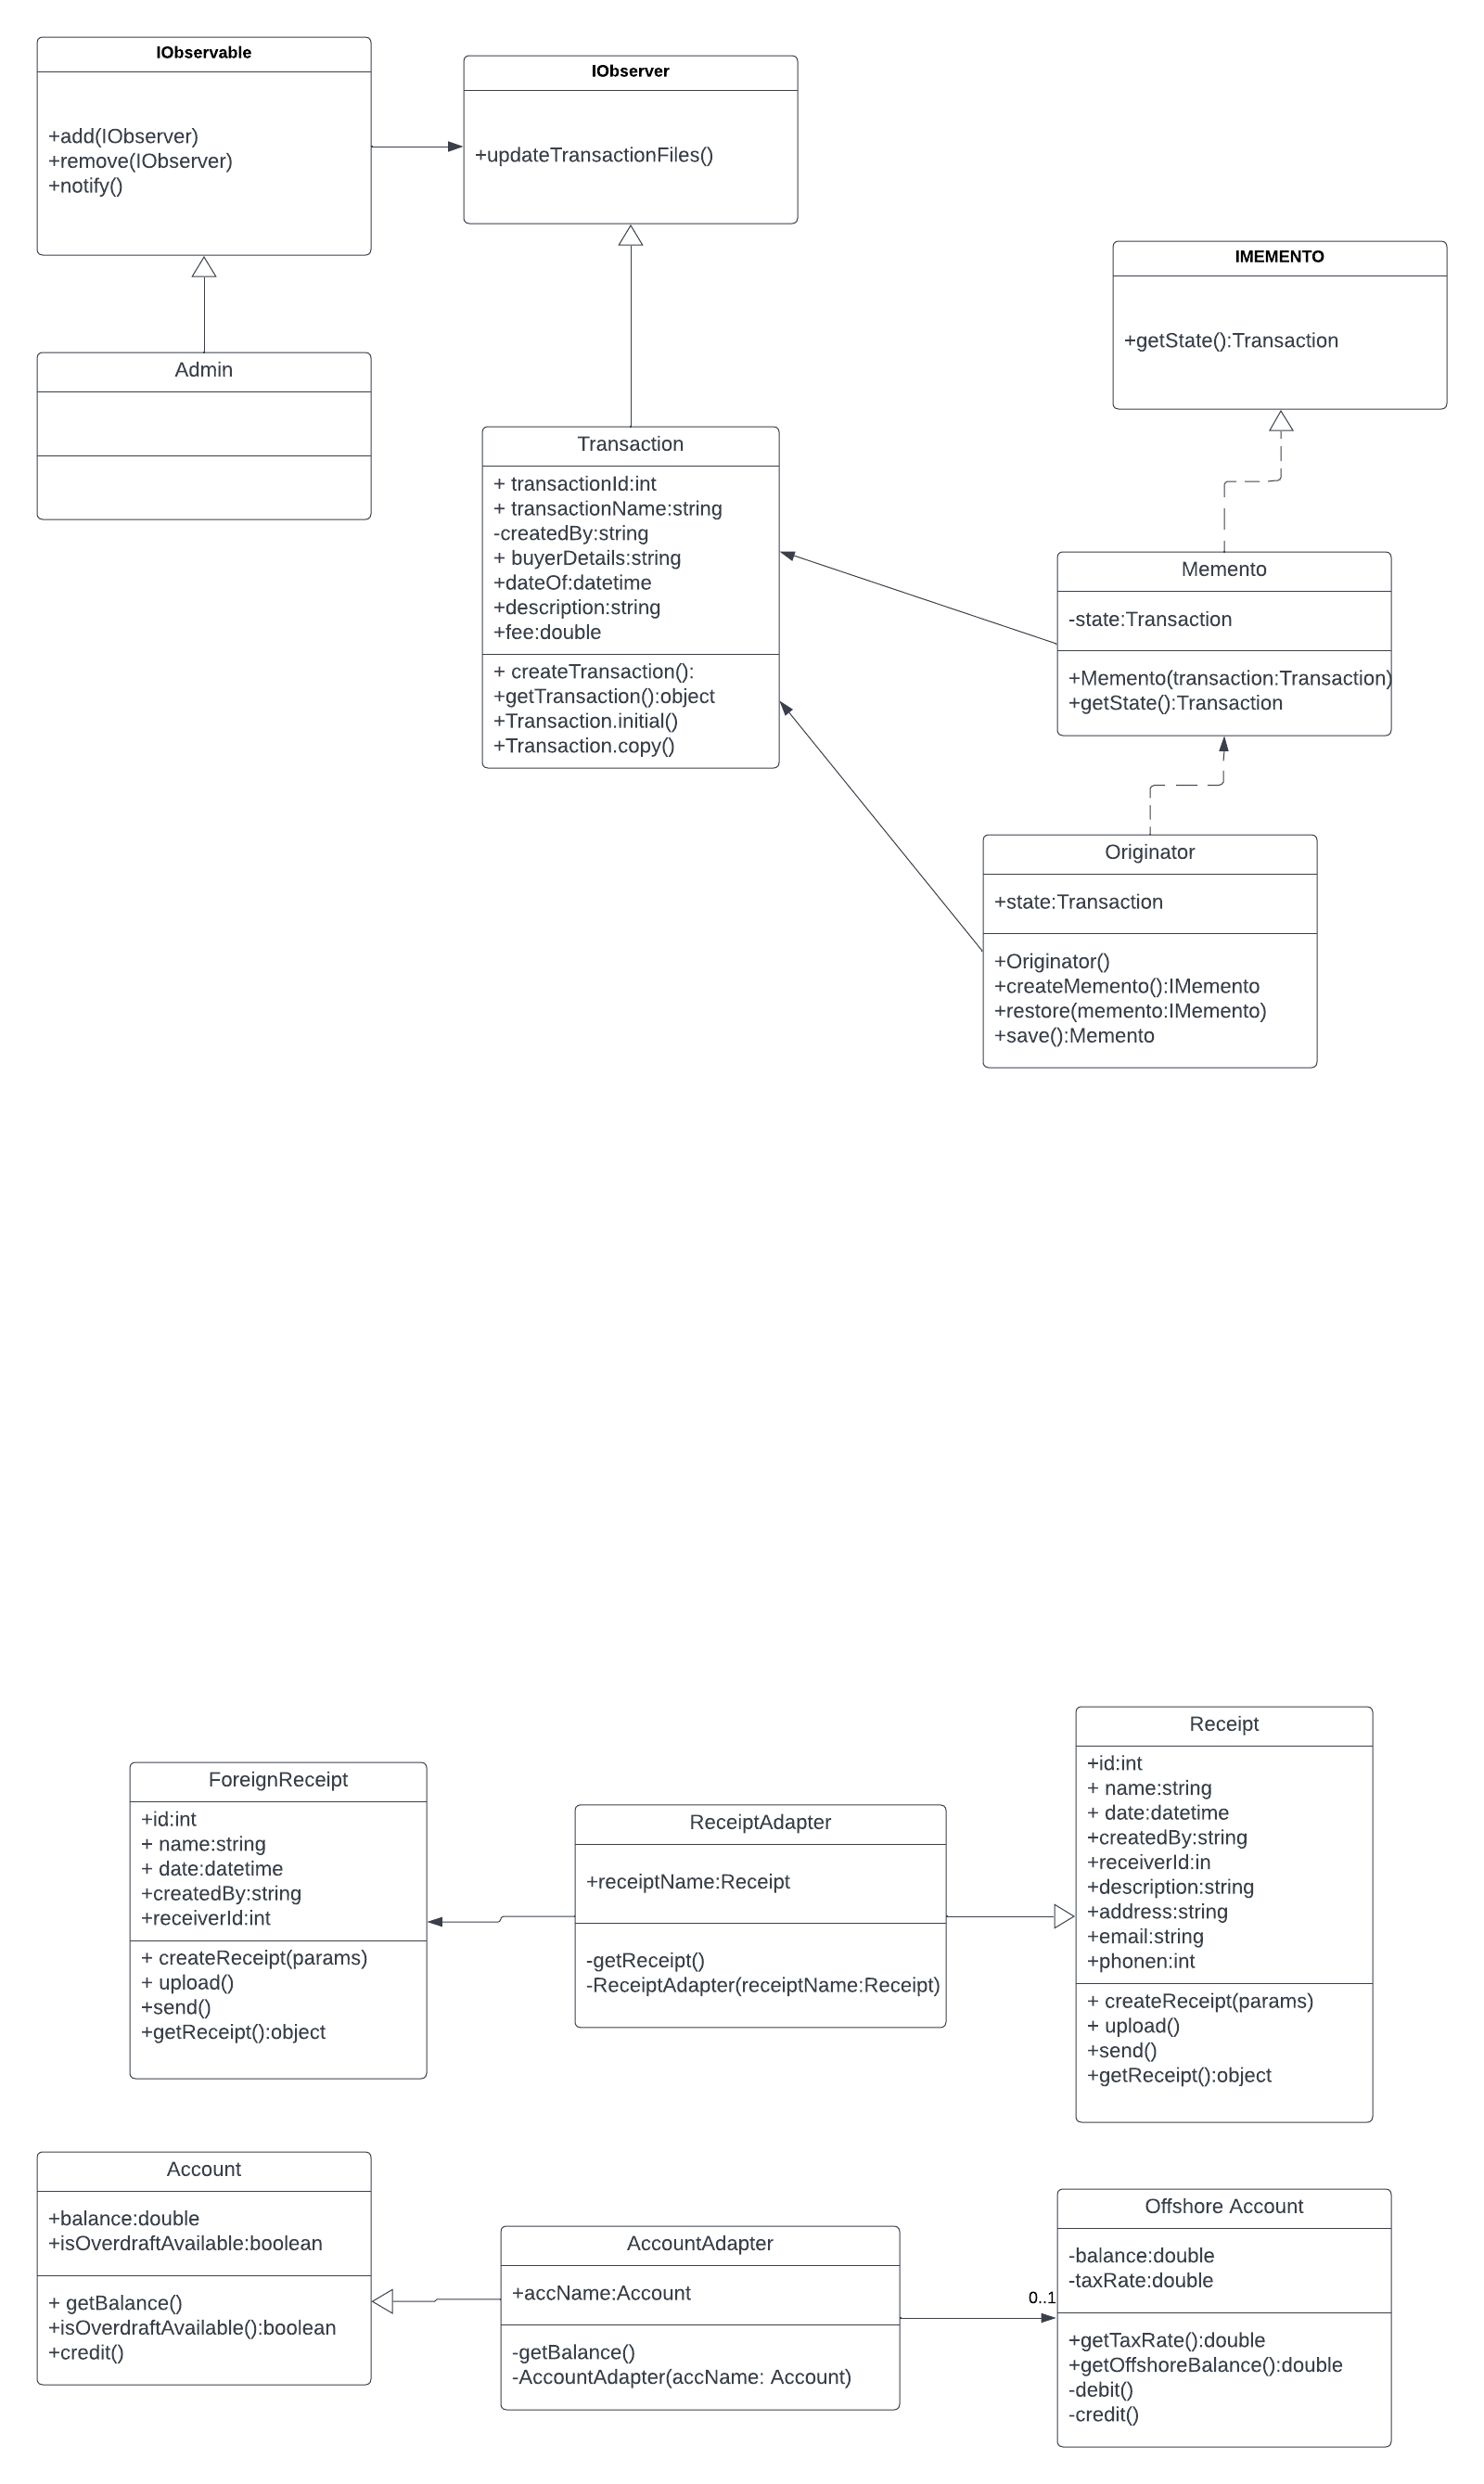 IObservable
+add(IObserver)
+remove(IObserver)
+notify()
IObserver
+updateTransactionFiles()
IMEMENTO
+getState():Transaction
Admin
Transaction
+ transactionId:int
+ transactionName:string
-createdBy:string
+ buyerDetails:string
+dateOf:datetime
+description:string
+fee:double
+ createTransaction():
+getTransaction():object
+Transaction.initial()
+Transaction.copy()
Memento
-state:Transaction
+Memento(transaction:Transaction)
+getState():Transaction
Originator
+state:Transaction
+Originator()
+createMemento():IMemento
+restore(memento:IMemento)
+save():Memento
ForeignReceipt
+id:int
+ name:string
+ date:datetime
+createdBy:string
+receiverId:int
+ createReceipt(params)
+ upload()
+send()
+getReceipt():object
ReceiptAdapter
+receiptName:Receipt
-getReceipt()
-ReceiptAdapter(receiptName:Receipt)
Receipt
+id:int
+ name:string
+ date:datetime
+createdBy:string
+receiverId:in
+description:string
+address:string
+email:string
+phonen:int
+ createReceipt(params)
+ upload()
+send()
+getReceipt():object
Account
+balance:double
+isOverdraftAvailable:boolean
+ getBalance()
+isOverdraftAvailable():boolean
+credit()
AccountAdapter
+accName:Account
-getBalance()
-AccountAdapter(accName: Account)
0..1
Offshore Account
-balance:double
-taxRate:double
+getTaxRate():double
+getOffshoreBalance():double
-debit()
-credit()